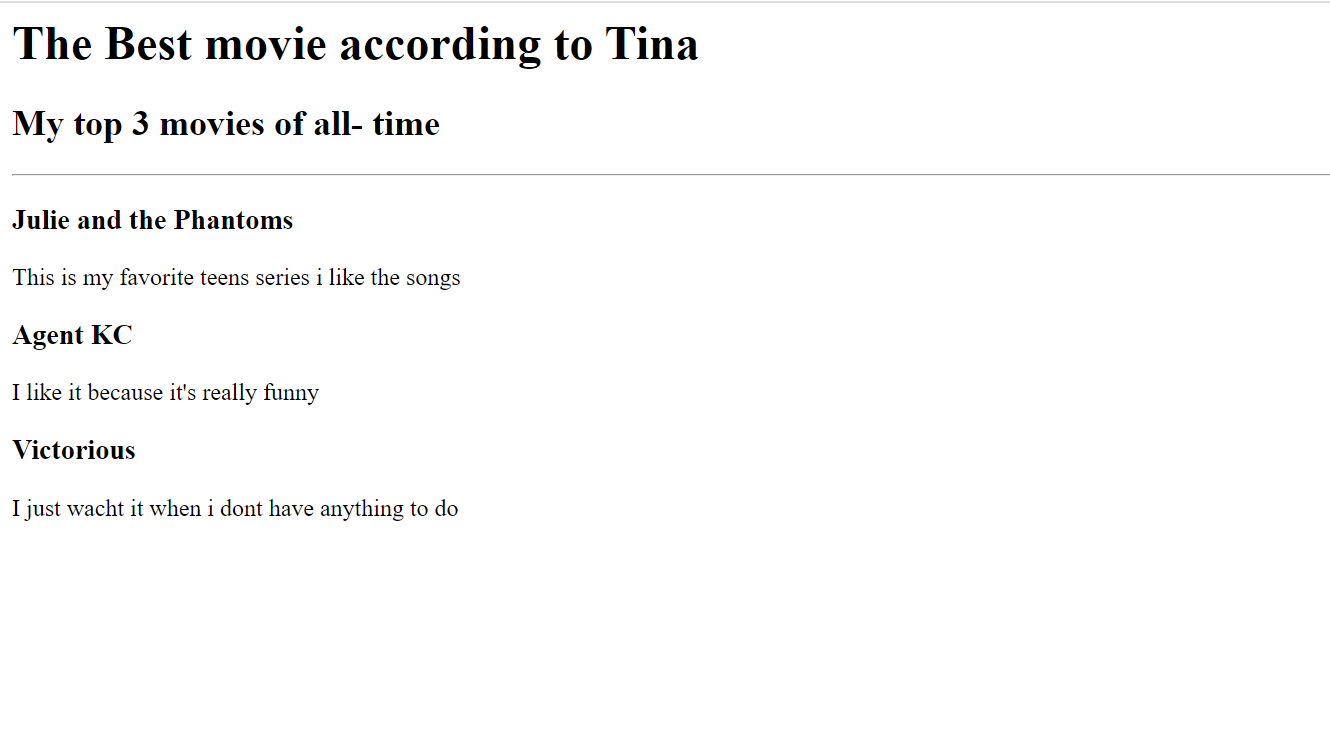 The Best movie according to Tina
My top 3 movies of all- time
Julie and the Phantoms
This is my favorite teens series i like the songs
Agent KC
I like it because it's really funny
Victorious
I just wacht it when i dont have anything to do